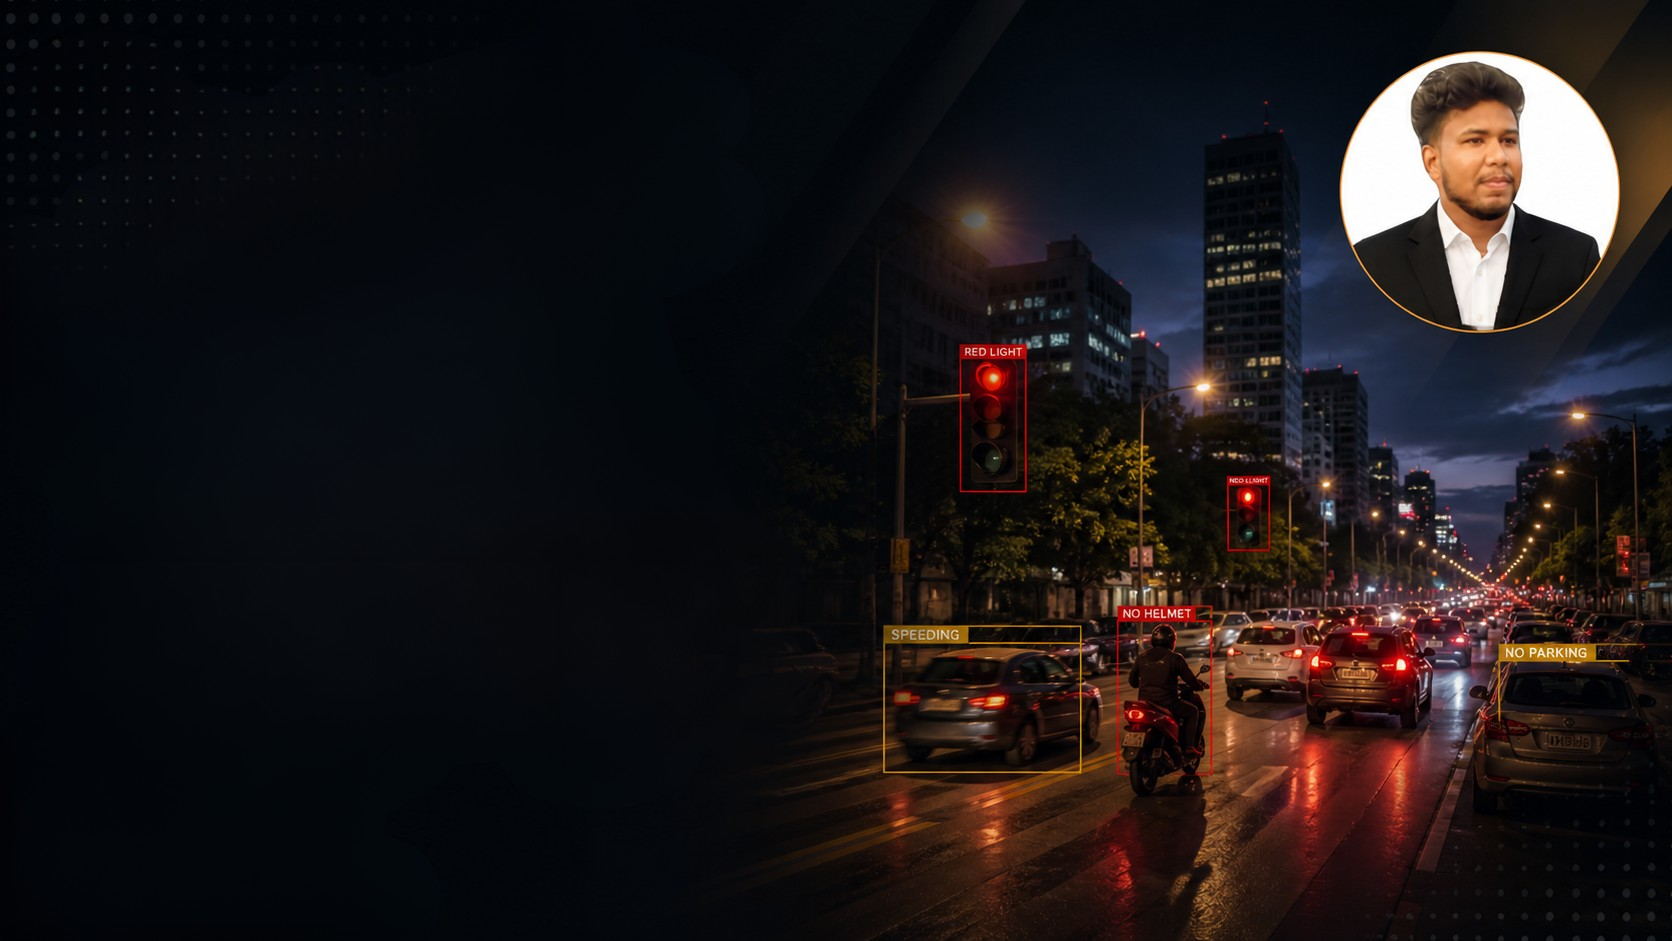 RED LIGHT
NO HELMET
SPEEDING
NO PARKING